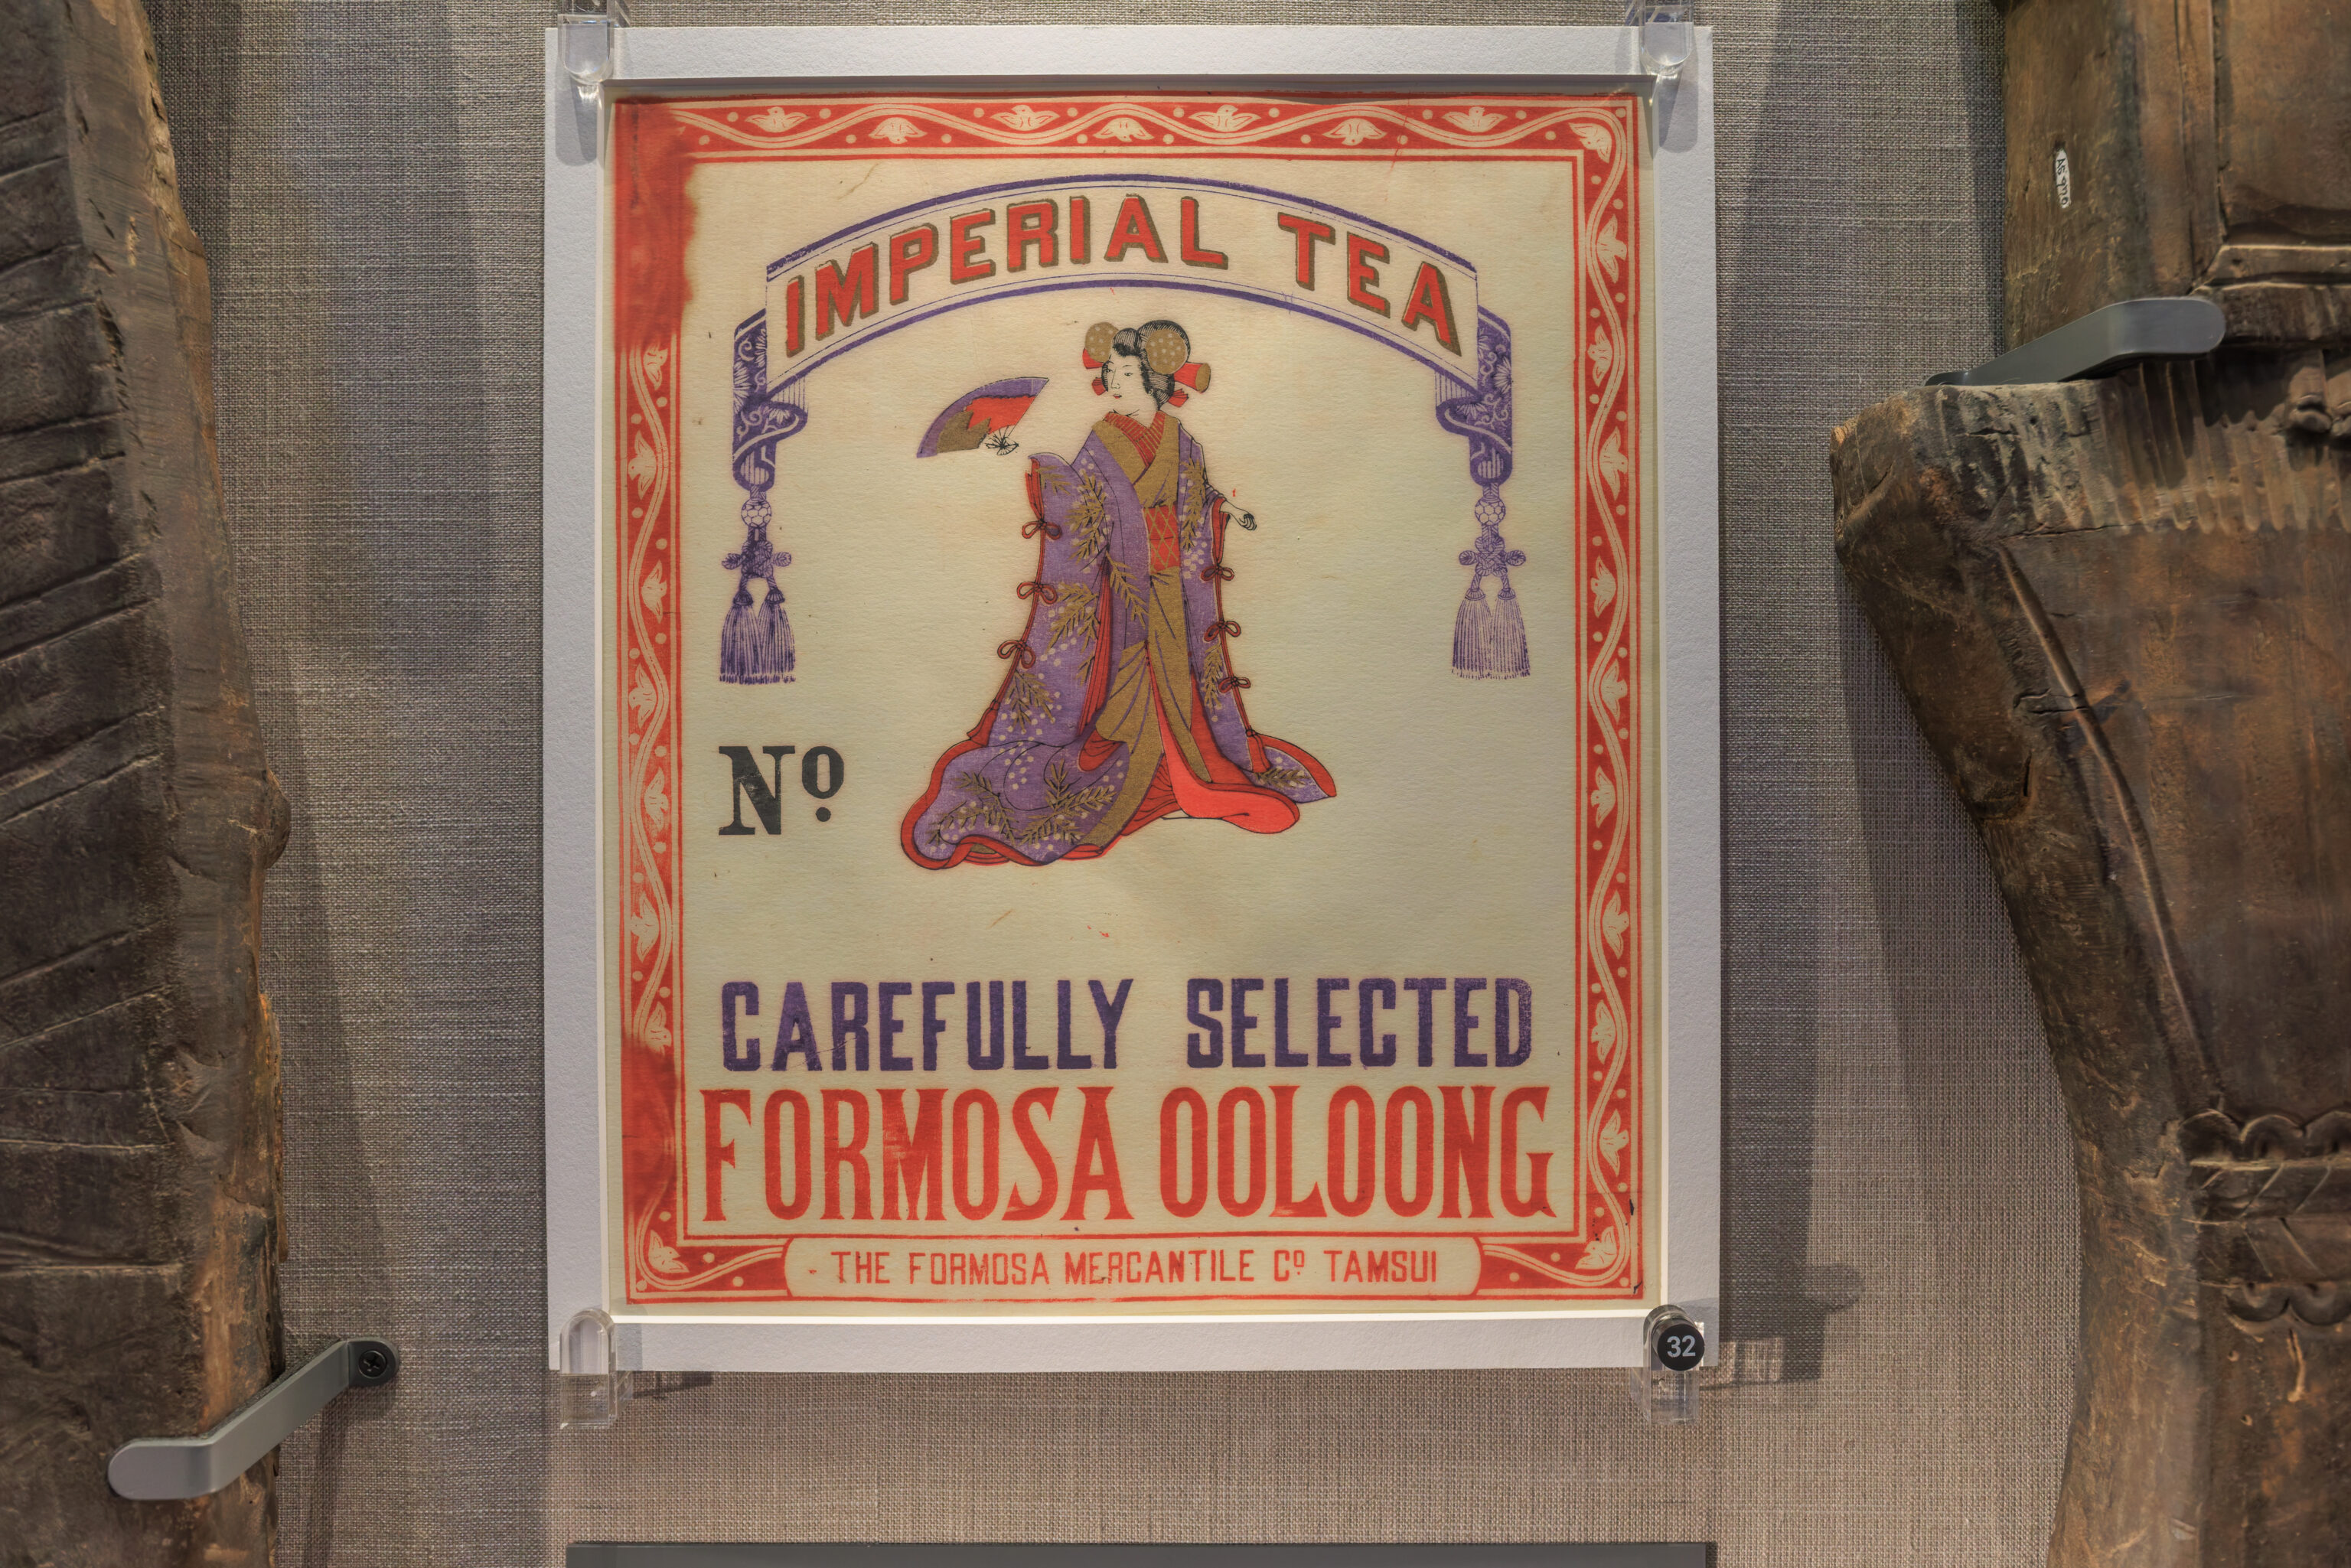 IMPERIAL TEA
Nº
CAREFULLY SELECTED
FORMOSA OOLOONG
THE FORMOSA MERCANTILE Cº TAMSUI
32